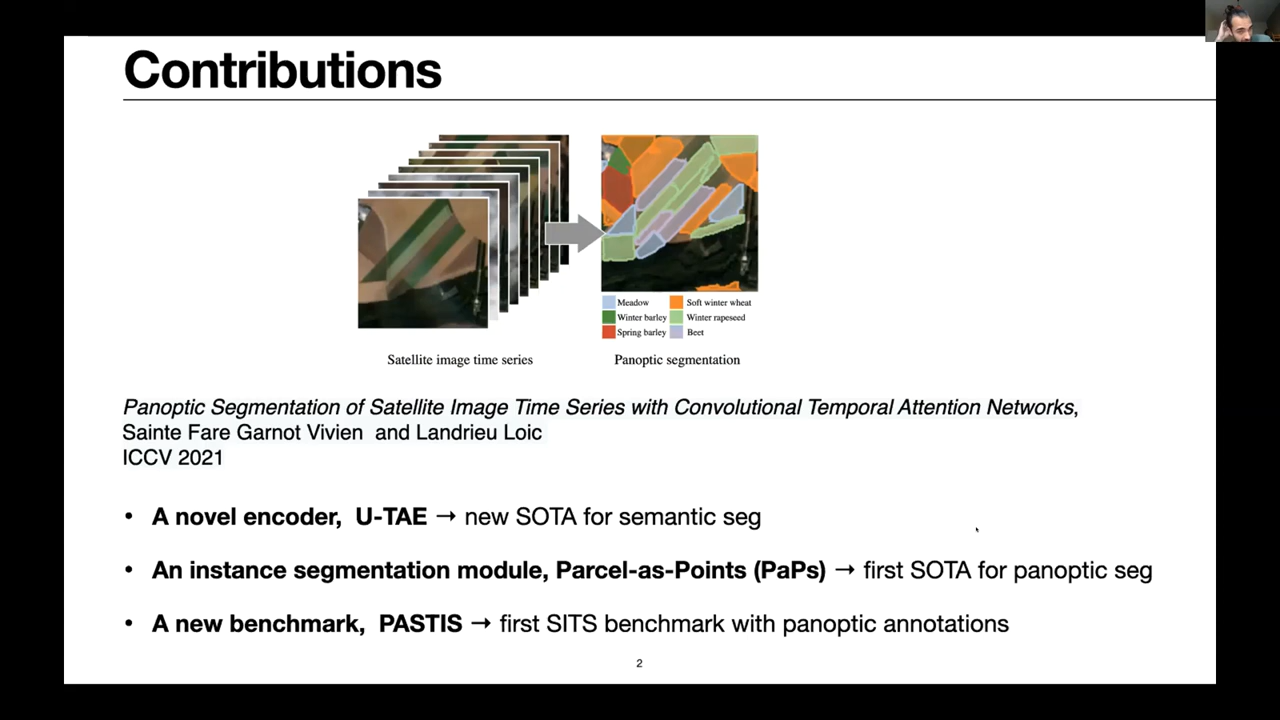 Contributions
Meadow
Soft winter wheat
Winter barley
Winter rapeseed
Spring barley
Beet
Satellite image time series
Panoptic segmentation
Panoptic Segmentation of Satellite Image Time Series with Convolutional Temporal Attention Networks,
Sainte Fare Garnot Vivien and Landrieu Loic
ICCV 2021
• A novel encoder, U-TAE → new SOTA for semantic seg
• An instance segmentation module, Parcel-as-Points (PaPs) → first SOTA for panoptic seg
• A new benchmark, PASTIS → first SITS benchmark with panoptic annotations
2